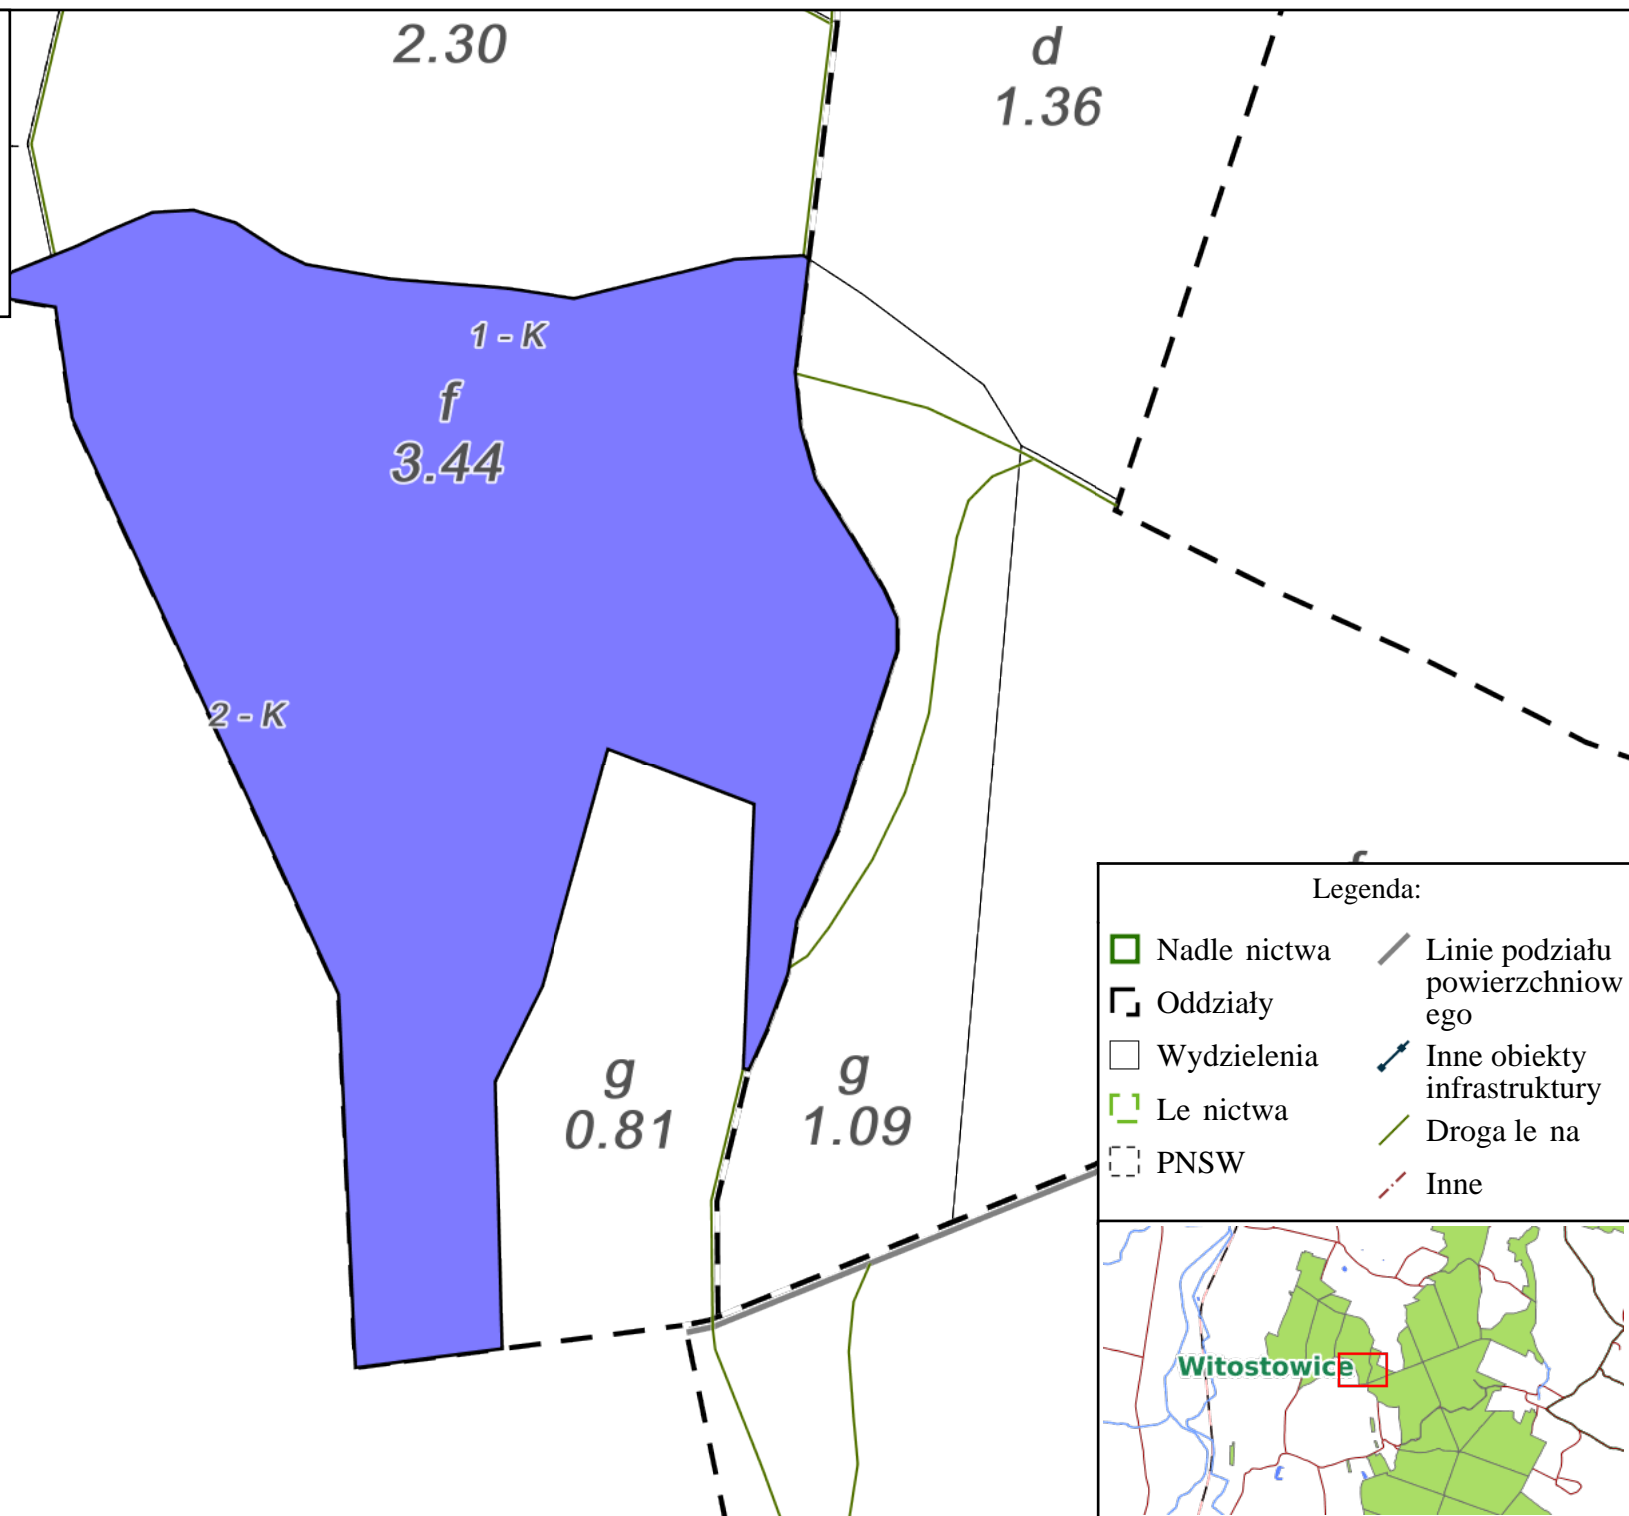 2.30
d
1.36
1 - K
f
3.44
2 - K
g
0.81
g
1.09
f
Legenda:
Nadle nictwa
Oddziały
Wydzielenia
Le nictwa
PNSW
Linie podziału
powierzchniow
ego
Inne obiekty
infrastruktury
Droga le na
Inne
Witostowice